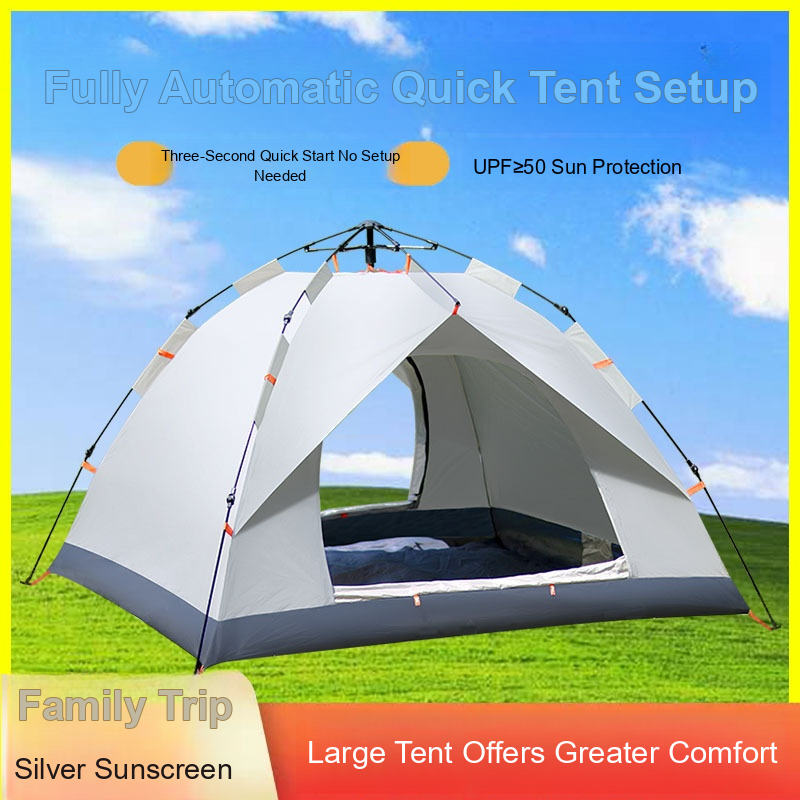 Fully Automatic Quick Tent Setup
Three-Second Quick Start No Setup
Needed
UPF≥50 Sun Protection
Family Trip
Silver Sunscreen
Large Tent Offers Greater Comfort